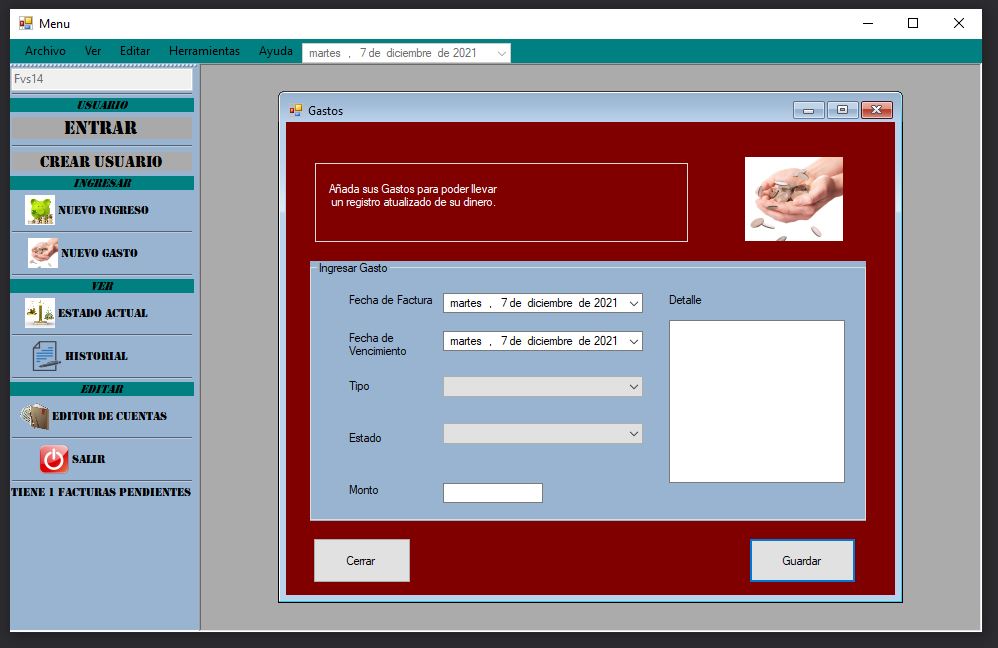 Menu
Archivo Ver Editar Herramientas Ayuda martes , 7 de diciembre de 2021
Fvs14
USUARIO
ENTRAR
CREAR USUARIO
INGRESAR
NUEVO INGRESO
NUEVO GASTO
VER
ESTADO ACTUAL
HISTORIAL
EDITAR
EDITOR DE CUENTAS
SALIR
TIENE 1 FACTURAS PENDIENTES
Gastos
Añada sus Gastos para poder llevar
un registro atualizado de su dinero.
Ingresar Gasto
Fecha de Factura martes , 7 de diciembre de 2021
Fecha de
Vencimiento martes , 7 de diciembre de 2021
Tipo
Estado
Monto
Detalle
Cerrar
Guardar